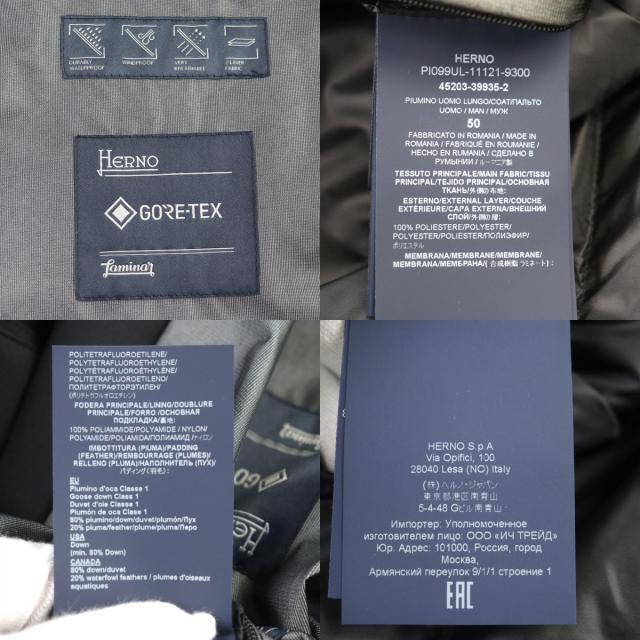 DURABLY
WATERPROOF
WINDPROOF
VERY
BREATHABLE
3 LAYER
FABRIC
HERNO
GORE-TEX
Laminar
HERNO
PI099UL-11121-9300
45203-39935-2
PIUMINO UOMO LUNGO/COAT/ПАЛЬТО
UOMO / MAN / МУЖ
50
FABBRICATO IN ROMANIA / MADE IN
ROMANIA / FABRIQUÉ EN ROUMANIE /
HECHO EN RUMANIA / СДЕЛАНО В
РУМЫНИИ / ルーマニア製
TESSUTO PRINCIPALE/MAIN FABRIC/TISSU
PRINCIPAL/TEJIDO PRINCIPAL/ОСНОВНАЯ
ТКАНЬ/外側の布地:
ESTERNO/EXTERNAL LAYER/COUCHE
EXTÉRIEURE/CAPA EXTERNA/ВНЕШНИЙ
СЛОЙ/外側の層:
100% POLIESTERE/POLYESTER/
POLYESTER/POLIESTER/ПОЛИЭФИР/
ポリエステル
MEMBRANA/MEMBRANE/MEMBRANE/
MEMBRANA/МЕМБРАНА/( 合成樹脂 ラミネート ):
POLITETRAFLUOROETILENE/
POLYTETRAFLUOROETHYLENE/
POLYTÉTRAFLUOROÉTHYLÈNE/
POLITETRAFLUOROETILENO/
ПОЛИТЕТРАФТОРЭТИЛЕН/
(ポリテトラフルオロエチレン)
FODERA PRINCIPALE/LINING/DOUBLURE
PRINCIPALE/FORRO /ОСНОВНАЯ
ПОДКЛАДКА/裏地:
100% POLIAMMIDE/POLYAMIDE / NYLON/
POLYAMIDE/POLIAMIDA/ПОЛИАМИД /ナイロン
IMBOTTITURA (PIUMA)/PADDING
(FEATHER)/REMBOURRAGE (PLUMES)/
RELLENO (PLUMA)/НАПОЛНИТЕЛЬ (ПУХ)/
パディング (羽毛):
EU
Piumino d'oca Classe 1
Goose down Classe 1
Duvet d'oie Classe 1
Plumón de oca Classe 1
80% piumino/down/duvet/plumón/Пух
20% piuma/feather/plume/pluma/Перо
USA
Down
(min. 80% Down)
CANADA
80% down/duvet
20% waterfowl feathers / plumes d'oiseaux
aquatiques
GORE-TEX
HERNO
HERNO S p A
Via Opifici, 100
28040 Lesa (NO) Italy
(株) ヘルノ・ジャパン
東京都港区南青山
5-4-48 Gビル南青山
Импортер: Уполномоченное
изготовителем лицо: ООО «ИЧ ТРЕЙД»
Юр. Адрес: 101000, Россия, город
Москва,
Армянский переулок 9/1/1 строение 1
EAC